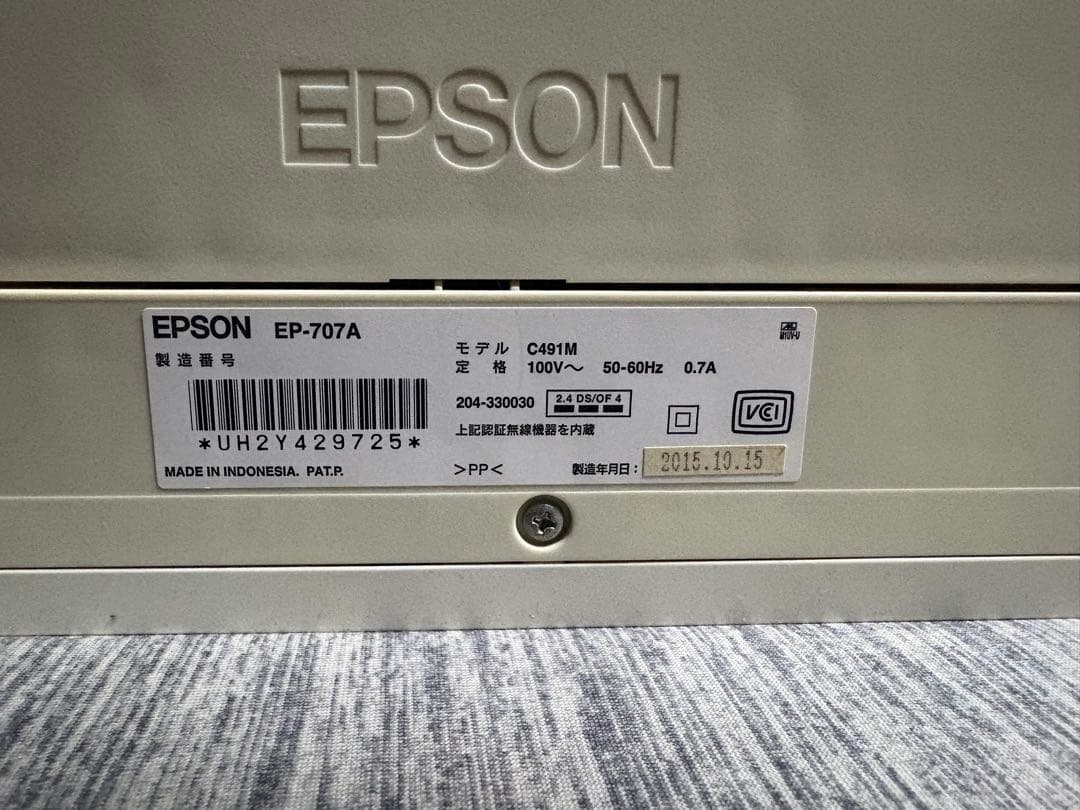 EPSON
EPSON EP-707A
製造番号
*UH2Y429725*
MADE IN INDONESIA. PAT.P.
モデル C491M
定格 100V～ 50-60Hz 0.7A
204-330030 2.4 DS/OF 4
上記認証無線機器を内蔵
>PP<
製造年月日： 2015.10.15
VCI